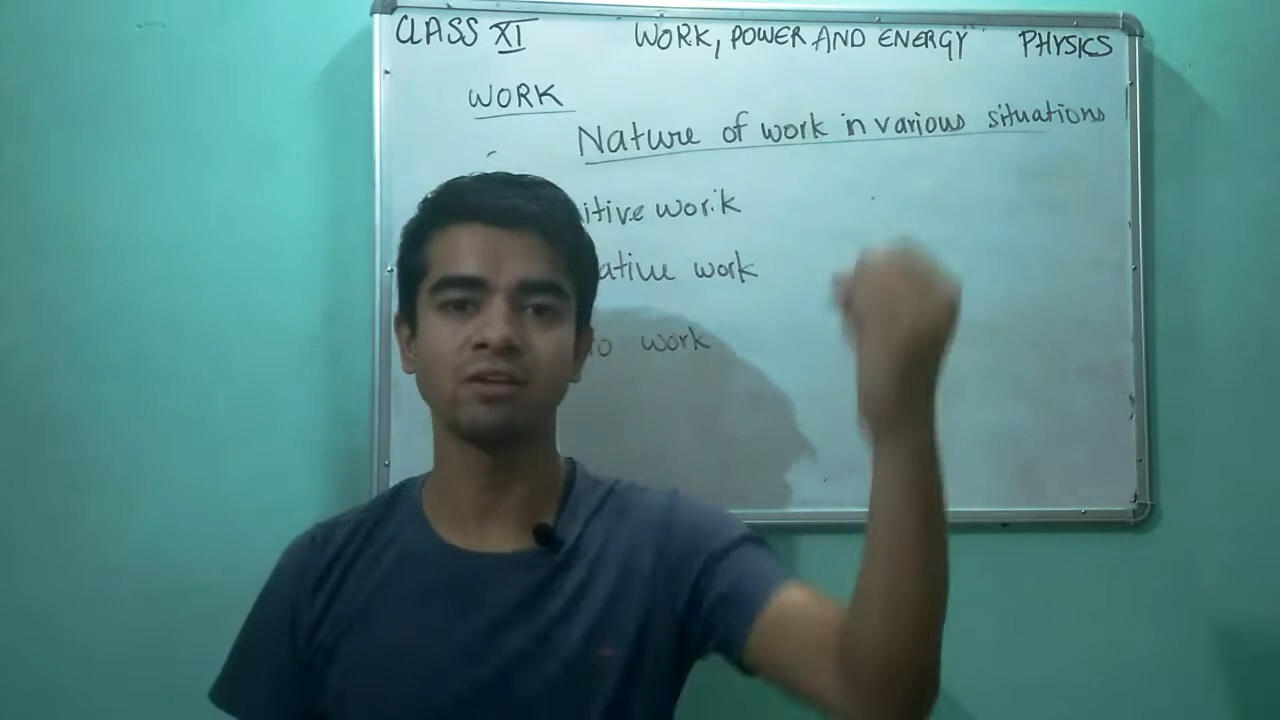 CLASS XI WORK, POWER AND ENERGY PHYSICS
WORK
Nature of work in various situations
itive work
ative work
o work